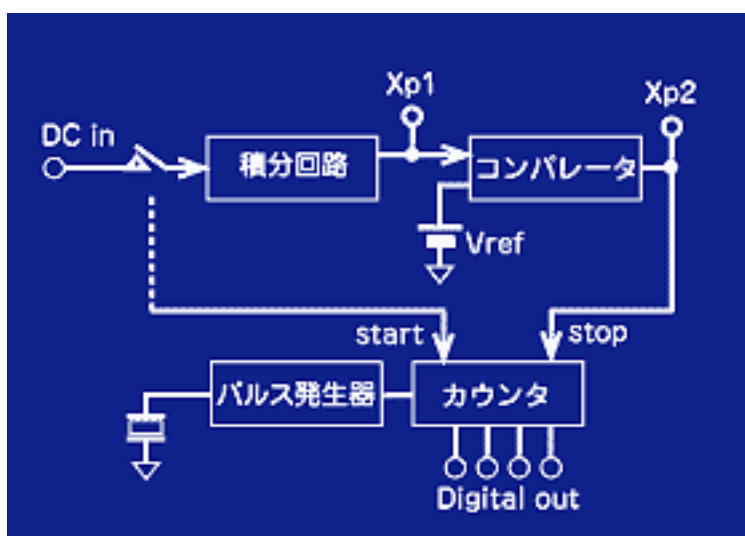 Xp1
Xp2
DC in
積分回路
コンパレータ
Vref
start
stop
パルス発生器
カウンタ
Digital out